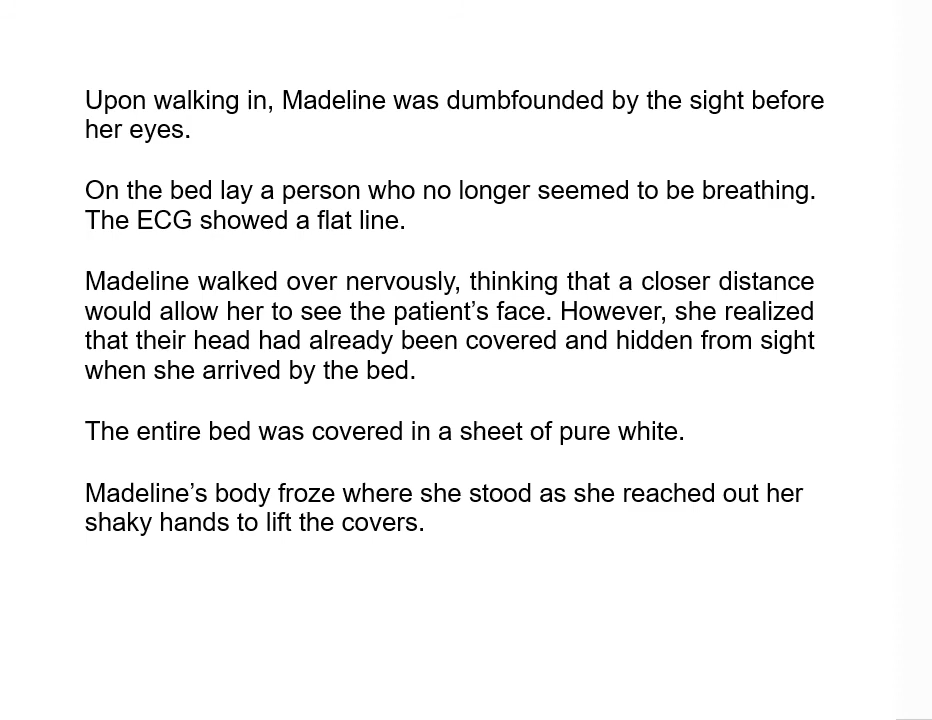 Upon walking in, Madeline was dumbfounded by the sight before
her eyes.
On the bed lay a person who no longer seemed to be breathing.
The ECG showed a flat line.
Madeline walked over nervously, thinking that a closer distance
would allow her to see the patient’s face. However, she realized
that their head had already been covered and hidden from sight
when she arrived by the bed.
The entire bed was covered in a sheet of pure white.
Madeline’s body froze where she stood as she reached out her
shaky hands to lift the covers.